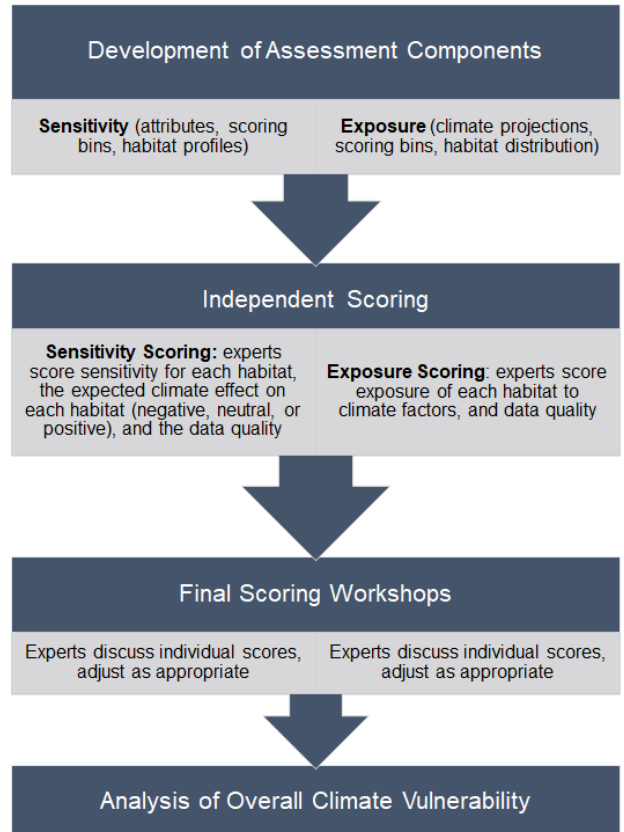 Development of Assessment Components
Sensitivity (attributes, scoring
bins, habitat profiles)
Exposure (climate projections,
scoring bins, habitat distribution)
Independent Scoring
Sensitivity Scoring: experts
score sensitivity for each habitat,
the expected climate effect on
each habitat (negative, neutral, or
positive), and the data quality
Exposure Scoring: experts score
exposure of each habitat to
climate factors, and data quality
Final Scoring Workshops
Experts discuss individual scores,
adjust as appropriate
Experts discuss individual scores,
adjust as appropriate
Analysis of Overall Climate Vulnerability